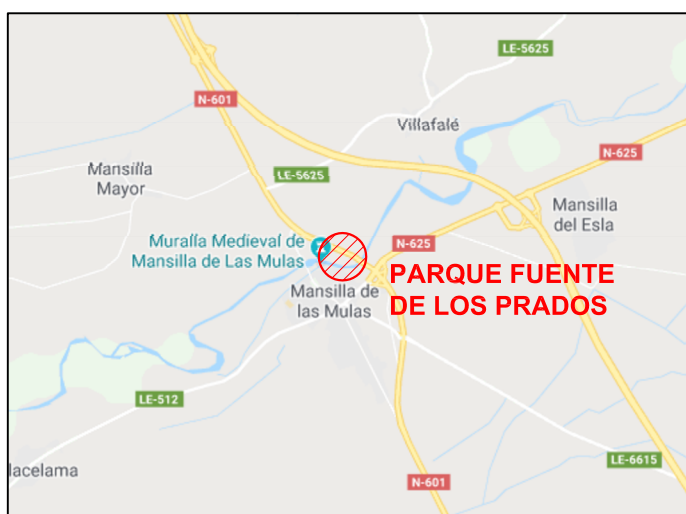 LE-5625
N-601
Villafalé
N-625
Mansilla
Mayor
LE-5625
Mansilla
del Esla
Muralla Medieval de
Mansilla de Las Mulas
N-625
PARQUE FUENTE
DE LOS PRADOS
Mansilla de
las Mulas
LE-512
LE-6615
lacelama
N-601